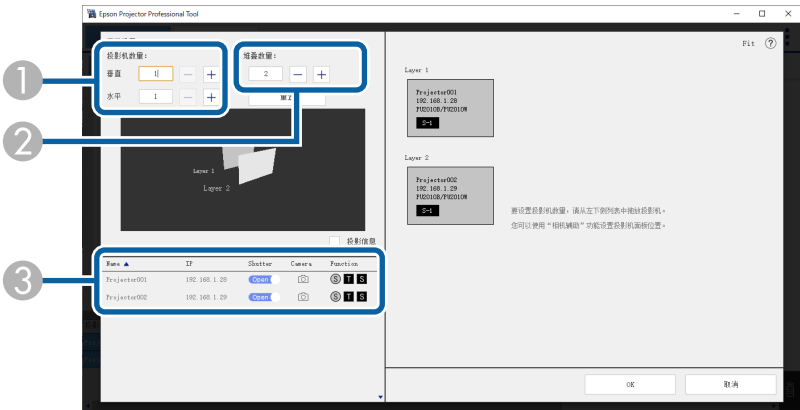 Epson Projector Professional Tool
投影机数量:
堆叠数量:
垂直 1 - +
2 - +
水平 1 - +
1
2
3
Fit ?
Layer 1
Projector001
192.168.1.28
PU2010B/PU2010W
S-1
Layer 2
Projector002
192.168.1.29
PU2010B/PU2010W
S-1
要设置投影机数量，请从左下侧列表中拖放投影机。
您可以使用“相机辅助”功能设置投影机面板位置。
Layer 1
Layer 2
投影信息
Name ▲ IP Shutter Camera Function
Projector001 192.168.1.28 Open S T S
Projector002 192.168.1.29 Open S T S
OK 取消